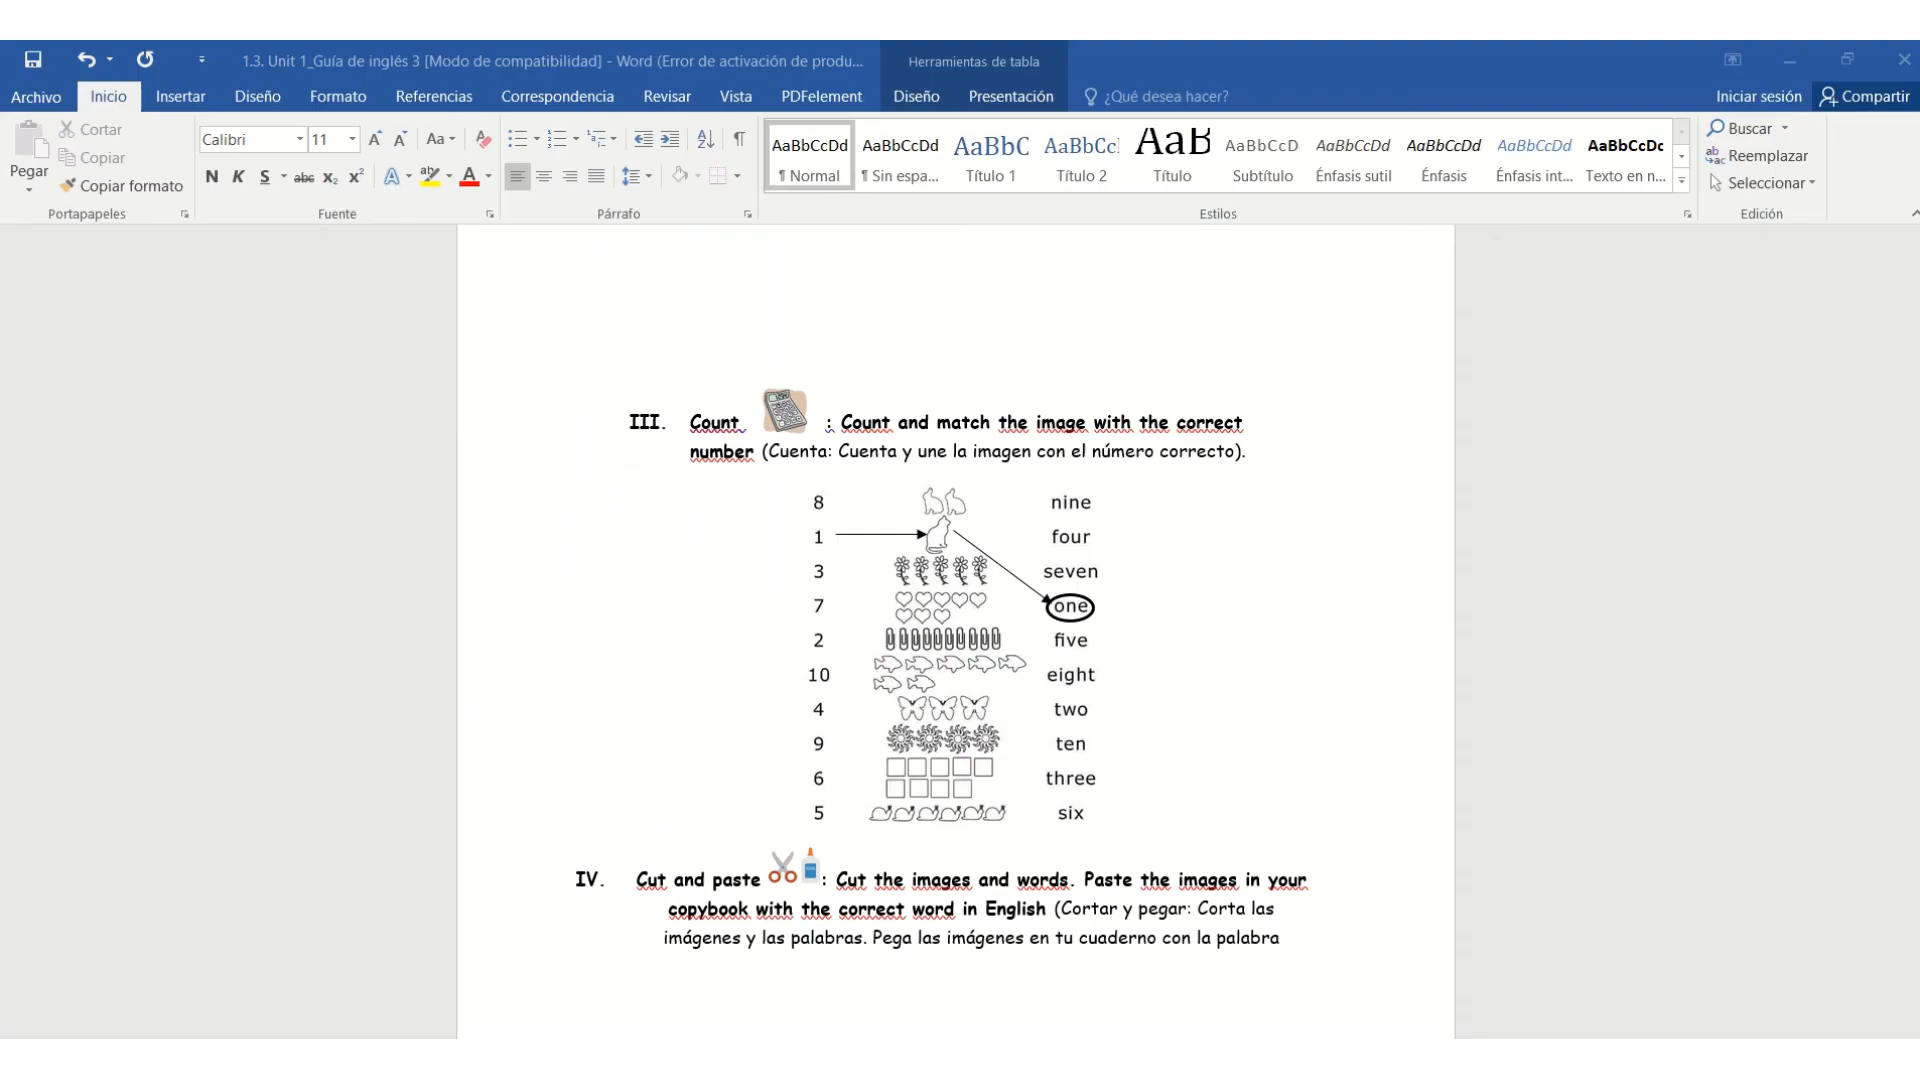 1.3. Unit 1_Guía de inglés 3 [Modo de compatibilidad] - Word (Error de activación de produ...
Herramientas de tabla
Archivo Inicio Insertar Diseño Formato Referencias Correspondencia Revisar Vista PDFelement Diseño Presentación ¿Qué desea hacer? Iniciar sesión Compartir
Pegar
Cortar
Copiar
Copiar formato
Portapapeles
Calibri 11 Aa
N K S abc x₂ x² A aby A
Fuente
Párrafo
AaBbCcDd AaBbCcDd AaBbC AaBbCc AaB AaBbCcD AaBbCcDd AaBbCcDd AaBbCcDd AaBbCcDc
¶ Normal ¶ Sin espa... Título 1 Título 2 Título Subtítulo Énfasis sutil Énfasis Énfasis int... Texto en n...
Estilos
Buscar
Reemplazar
Seleccionar
Edición
III. Count : Count and match the image with the correct
number (Cuenta: Cuenta y une la imagen con el número correcto).
8 nine
1 four
3 seven
7 one
2 five
10 eight
4 two
9 ten
6 three
5 six
IV. Cut and paste : Cut the images and words. Paste the images in your
copybook with the correct word in English (Cortar y pegar: Corta las
imágenes y las palabras. Pega las imágenes en tu cuaderno con la palabra